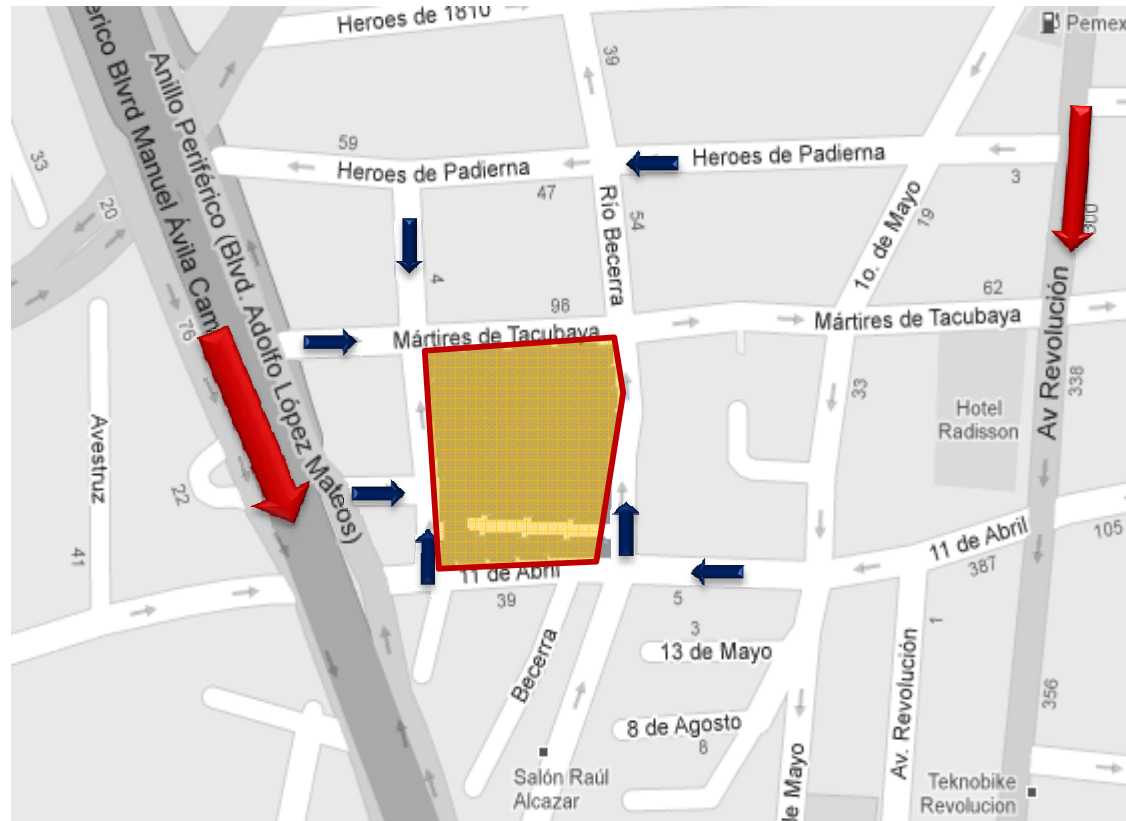 Heroes de 1810
Pemex
erico Blvrd Manuel Ávila Cam
Anillo Periférico (Blvd. Adolfo López Mateos)
39
59
33
Heroes de Padierna
Heroes de Padierna
3
47
Río Becerra
54
1o. de Mayo
19
20
4
98
62
76
Mártires de Tacubaya
Mártires de Tacubaya
Av Revolución
338
33
Avestruz
Hotel
Radisson
22
41
11 de Abril
39
5
11 de Abril
387
105
3
13 de Mayo
1
Becerra
8 de Agosto
8
Av. Revolución
356
de Mayo
Salón Raúl
Alcazar
Teknobike
Revolucion